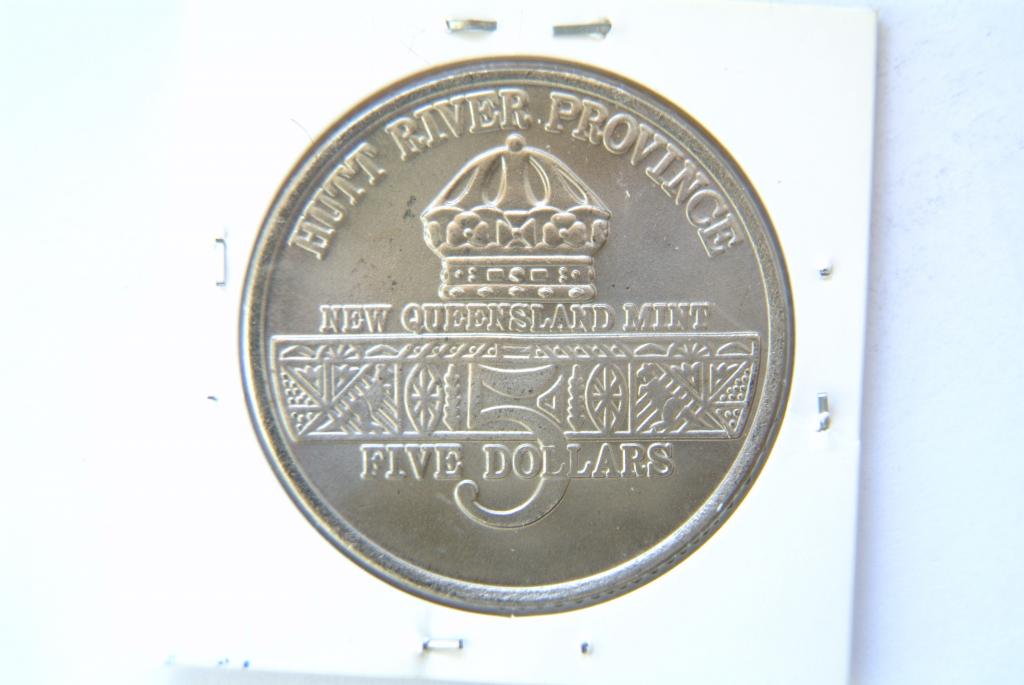 HUTT RIVER PROVINCE
NEW QUEENSLAND MINT
5
FIVE DOLLARS